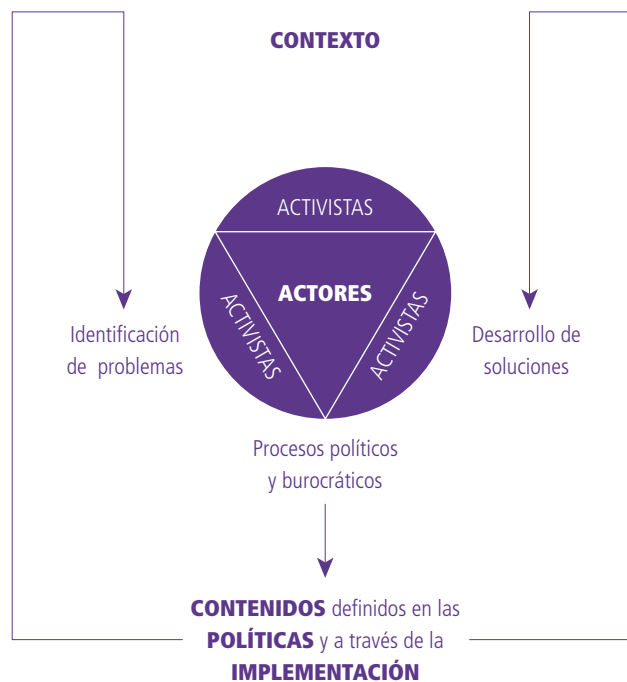 CONTEXTO
ACTIVISTAS
ACTORES
ACTIVISTAS
ACTIVISTAS
Identificación
de problemas
Desarrollo de
soluciones
Procesos políticos
y burocráticos
CONTENIDOS definidos en las
POLÍTICAS y a través de la
IMPLEMENTACIÓN